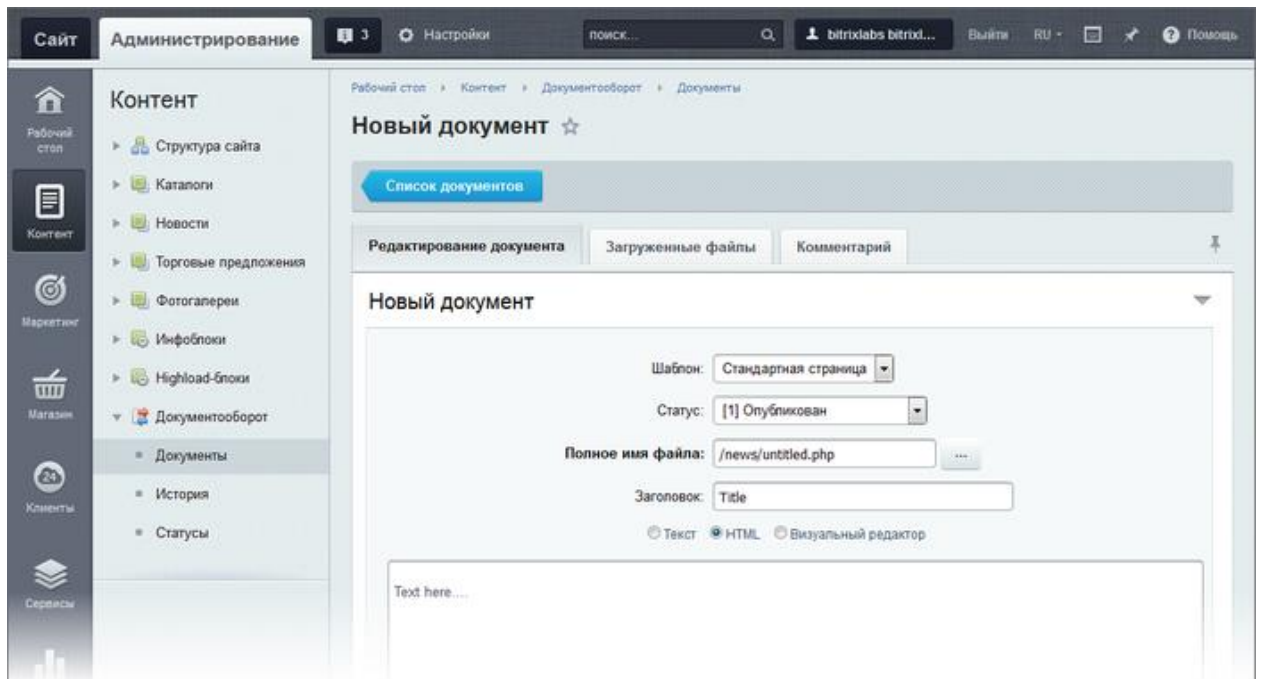 Сайт
Администрирование
3
Настройки
поиск...
bitrixlabs bitrixl...
Выйти
RU
Помощь
Рабочий
стол
Контент
Маркетинг
Магазин
24
Клиенты
Сервисы
Контент
Структура сайта
Каталоги
Новости
Торговые предложения
Фотогалереи
Инфоблоки
Highload-блоки
Документооборот
Документы
История
Статусы
Рабочий стол Контент Документооборот Документы
Новый документ
Список документов
Редактирование документа Загруженные файлы Комментарий
Новый документ
Шаблон: Стандартная страница
Статус: [1] Опубликован
Полное имя файла: /news/untitled.php ...
Заголовок: Title
Текст HTML Визуальный редактор
Text here....